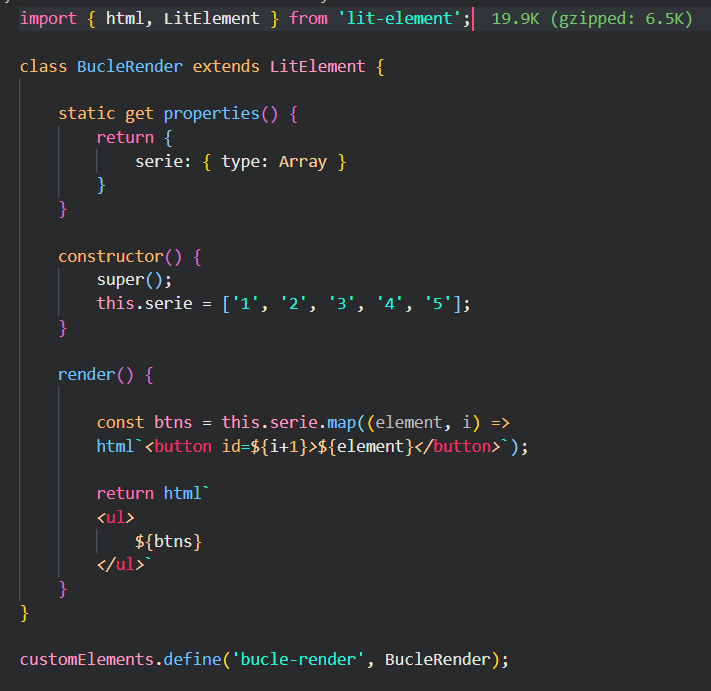 import { html, LitElement } from 'lit-element'; 19.9K (gzipped: 6.5K)
class BucleRender extends LitElement {
static get properties() {
return {
serie: { type: Array }
}
}
constructor() {
super();
this.serie = ['1', '2', '3', '4', '5'];
}
render() {
const btns = this.serie.map((element, i) =>
html`<button id=${i+1}>${element}</button>`);
return html`
<ul>
${btns}
</ul>`
}
}
customElements.define('bucle-render', BucleRender);